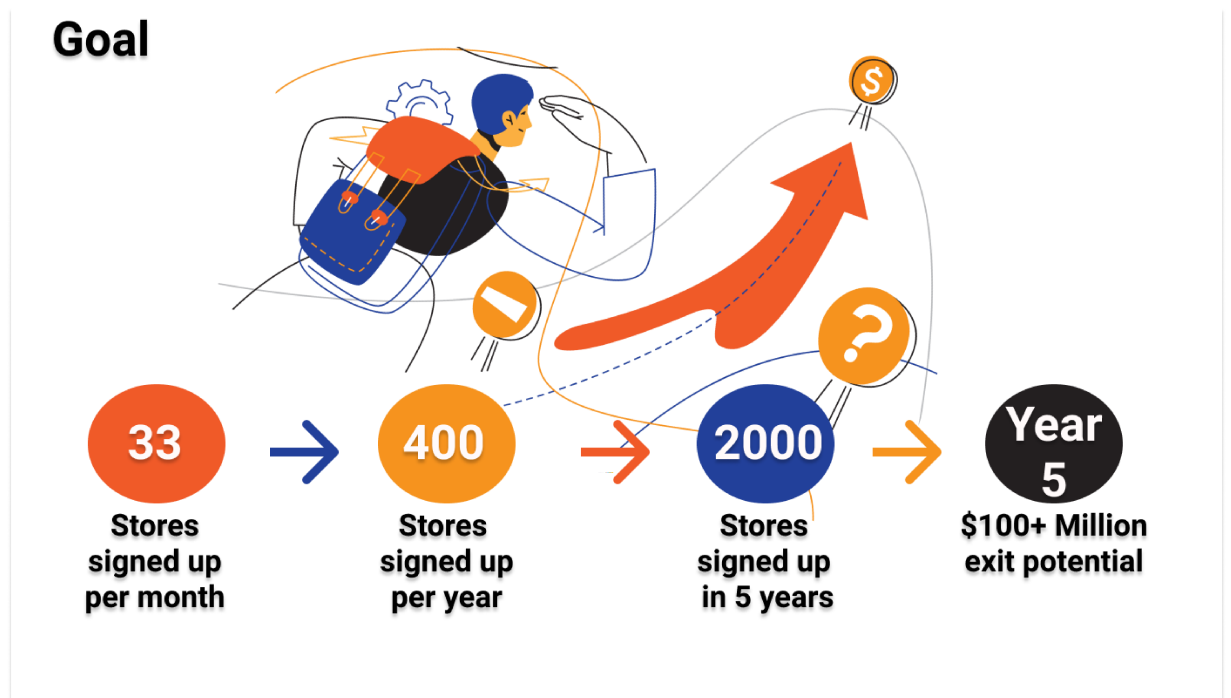 Goal
$
?
33
400
2000
Year
5
Stores
signed up
per month
Stores
signed up
per year
Stores
signed up
in 5 years
$100+ Million
exit potential